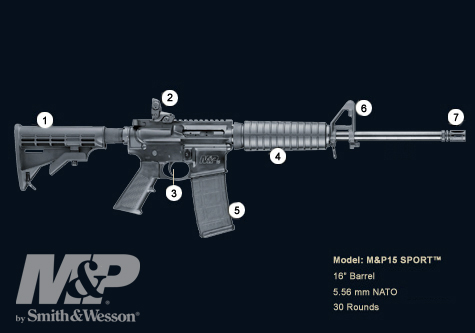 1
2
3
4
5
6
7
M&P
M&P
by Smith & Wesson®
Model: M&P15 SPORT™
16" Barrel
5.56 mm NATO
30 Rounds